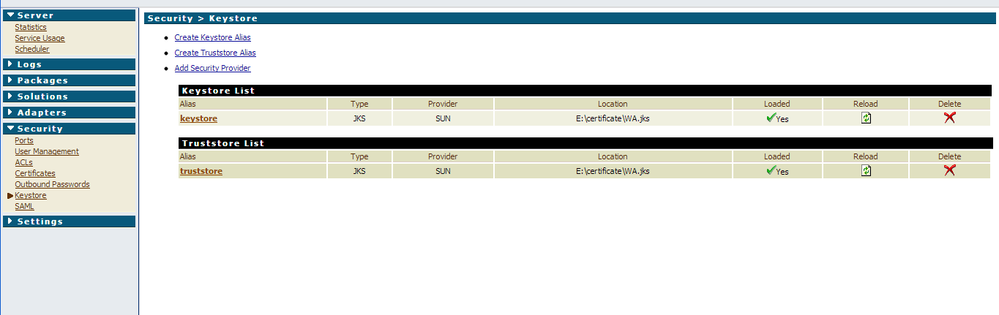 Server
Statistics
Service Usage
Scheduler
Logs
Packages
Solutions
Adapters
Security
Ports
User Management
ACLs
Certificates
Outbound Passwords
Keystore
SAML
Settings
Security > Keystore
Create Keystore Alias
Create Truststore Alias
Add Security Provider
Keystore List
Alias Type Provider Location Loaded Reload Delete
keystore JKS SUN E:\certificate\WA.jks Yes
Truststore List
Alias Type Provider Location Loaded Reload Delete
truststore JKS SUN E:\certificate\WA.jks Yes